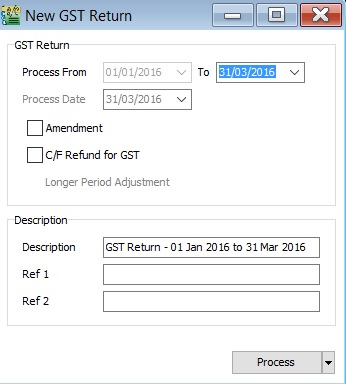 New GST Return
GST Return
Process From 01/01/2016 To 31/03/2016
Process Date 31/03/2016
Amendment
C/F Refund for GST
Longer Period Adjustment
Description
Description GST Return - 01 Jan 2016 to 31 Mar 2016
Ref 1
Ref 2
Process